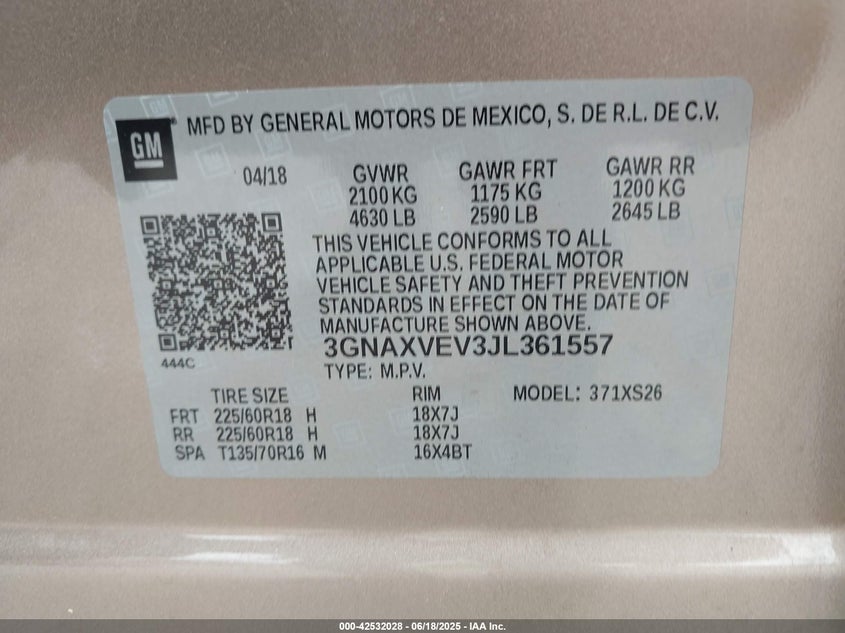 GM
MFD BY GENERAL MOTORS DE MEXICO, S. DE R.L. DE C.V.
04/18 GVWR GAWR FRT GAWR RR
2100 KG 1175 KG 1200 KG
4630 LB 2590 LB 2645 LB
THIS VEHICLE CONFORMS TO ALL
APPLICABLE U.S. FEDERAL MOTOR
VEHICLE SAFETY AND THEFT PREVENTION
STANDARDS IN EFFECT ON THE DATE OF
MANUFACTURE SHOWN ABOVE.
3GNAXVEV3JL361557
444C
TYPE: M.P.V.
TIRE SIZE RIM MODEL: 371XS26
FRT 225/60R18 H 18X7J
RR 225/60R18 H 18X7J
SPA T135/70R16 M 16X4BT
000-42532028 - 06/18/2025 - IAA Inc.